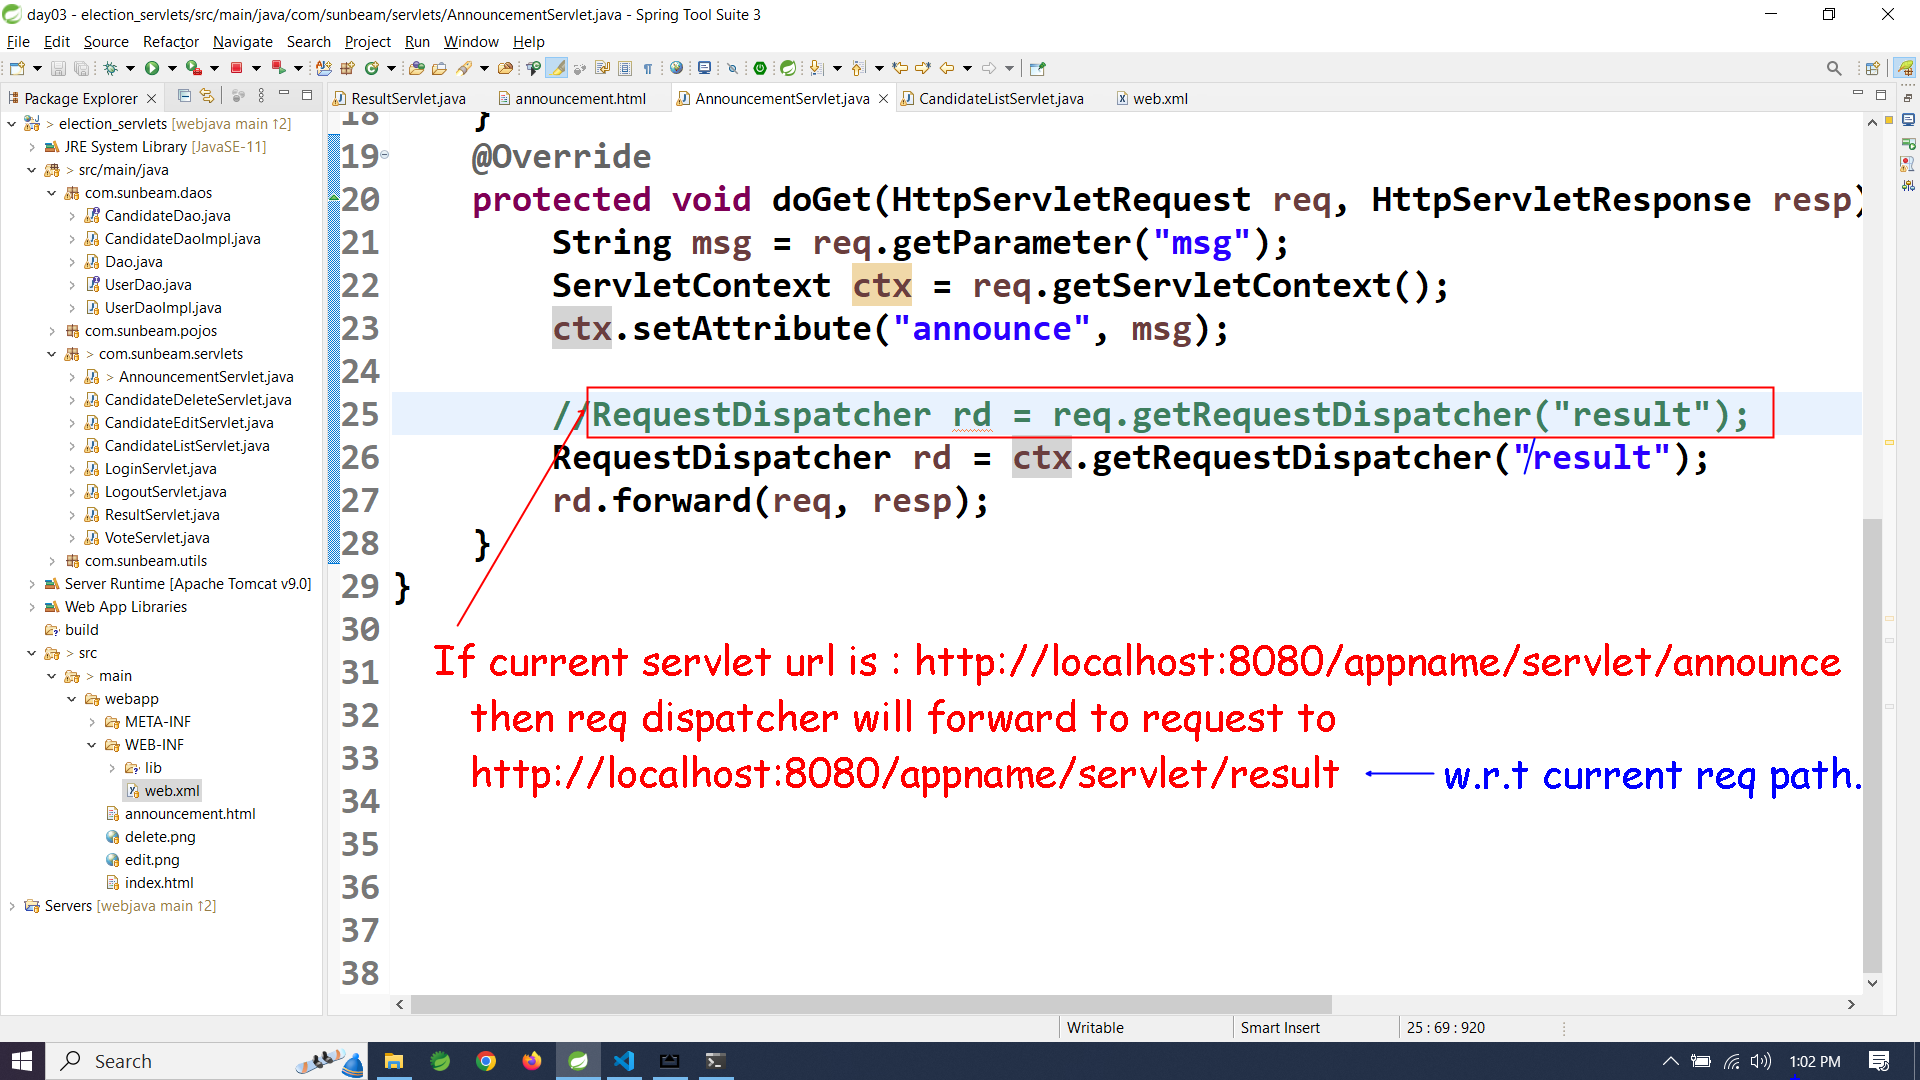 day03 - election_servlets/src/main/java/com/sunbeam/servlets/AnnouncementServlet.java - Spring Tool Suite 3
File Edit Source Refactor Navigate Search Project Run Window Help
Package Explorer
ResultServlet.java announcement.html AnnouncementServlet.java CandidateListServlet.java web.xml
> election_servlets [webjava main ↑2]
JRE System Library [JavaSE-11]
> src/main/java
com.sunbeam.daos
CandidateDao.java
CandidateDaoImpl.java
Dao.java
UserDao.java
UserDaoImpl.java
com.sunbeam.pojos
> com.sunbeam.servlets
> AnnouncementServlet.java
CandidateDeleteServlet.java
CandidateEditServlet.java
CandidateListServlet.java
LoginServlet.java
LogoutServlet.java
ResultServlet.java
VoteServlet.java
com.sunbeam.utils
Server Runtime [Apache Tomcat v9.0]
Web App Libraries
build
> src
> main
webapp
META-INF
WEB-INF
lib
web.xml
announcement.html
delete.png
edit.png
index.html
Servers [webjava main ↑2]
18 }
19 @Override
20 protected void doGet(HttpServletRequest req, HttpServletResponse resp)
21 String msg = req.getParameter("msg");
22 ServletContext ctx = req.getServletContext();
23 ctx.setAttribute("announce", msg);
24
25 //RequestDispatcher rd = req.getRequestDispatcher("result");
26 RequestDispatcher rd = ctx.getRequestDispatcher("/result");
27 rd.forward(req, resp);
28 }
29 }
30
31
32
33
34
35
36
37
38
If current servlet url is : http://localhost:8080/appname/servlet/announce
then req dispatcher will forward to request to
http://localhost:8080/appname/servlet/result w.r.t current req path.
Writable Smart Insert 25 : 69 : 920
Search 1:02 PM